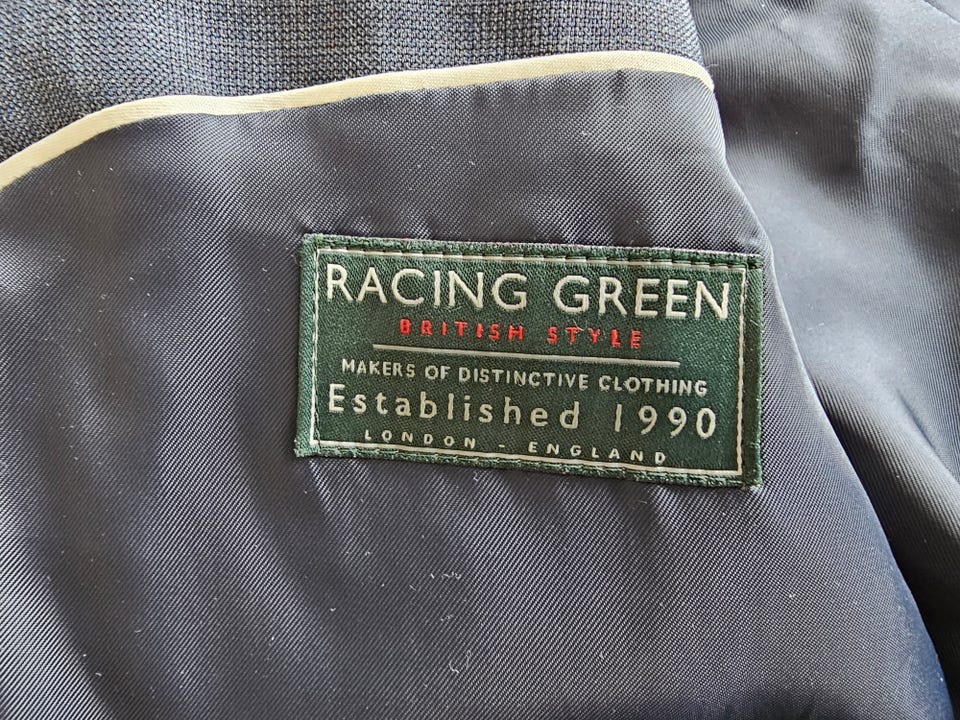 RACING GREEN
BRITISH STYLE
MAKERS OF DISTINCTIVE CLOTHING
Established 1990
LONDON - ENGLAND